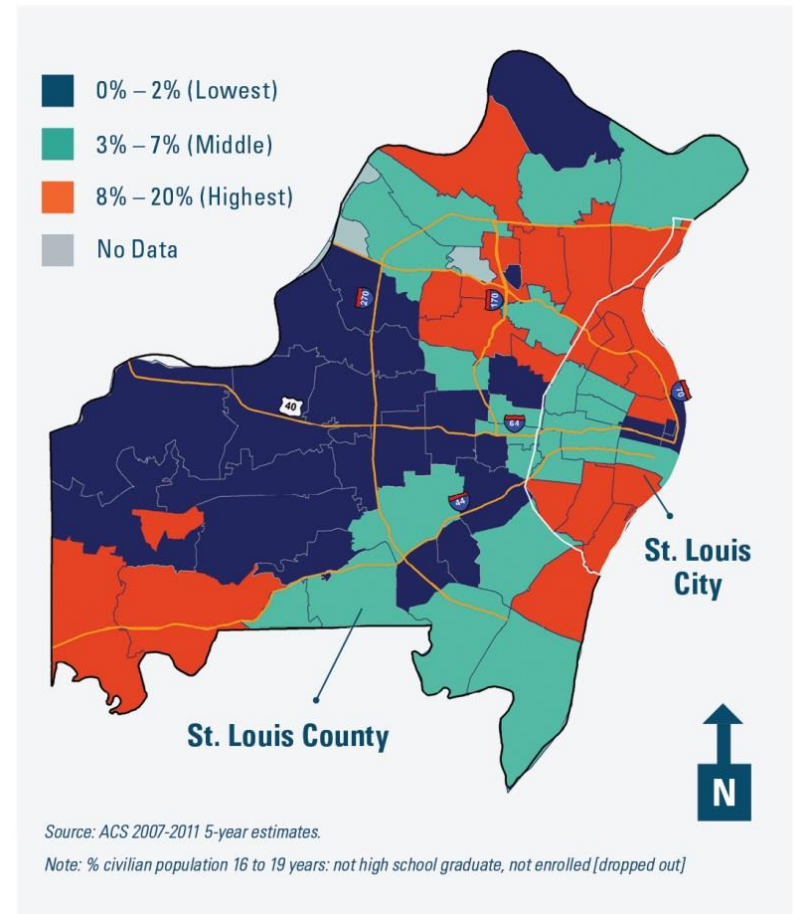 0% – 2% (Lowest)
3% – 7% (Middle)
8% – 20% (Highest)
No Data
270
170
40
64
70
44
St. Louis
City
St. Louis County
N
Source: ACS 2007-2011 5-year estimates.
Note: % civilian population 16 to 19 years: not high school graduate, not enrolled [dropped out]